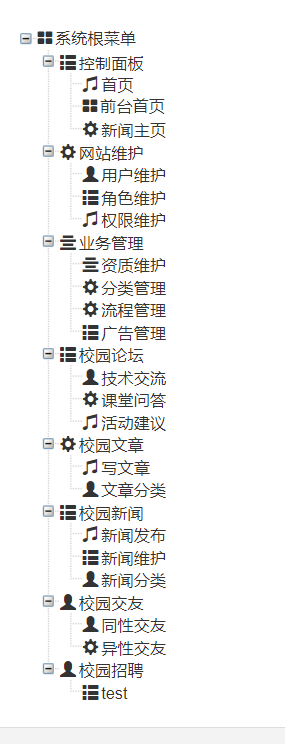 系统根菜单
控制面板
首页
前台首页
新闻主页
网站维护
用户维护
角色维护
权限维护
业务管理
资质维护
分类管理
流程管理
广告管理
校园论坛
技术交流
课堂问答
活动建议
校园文章
写文章
文章分类
校园新闻
新闻发布
新闻维护
新闻分类
校园交友
同性交友
异性交友
校园招聘
test